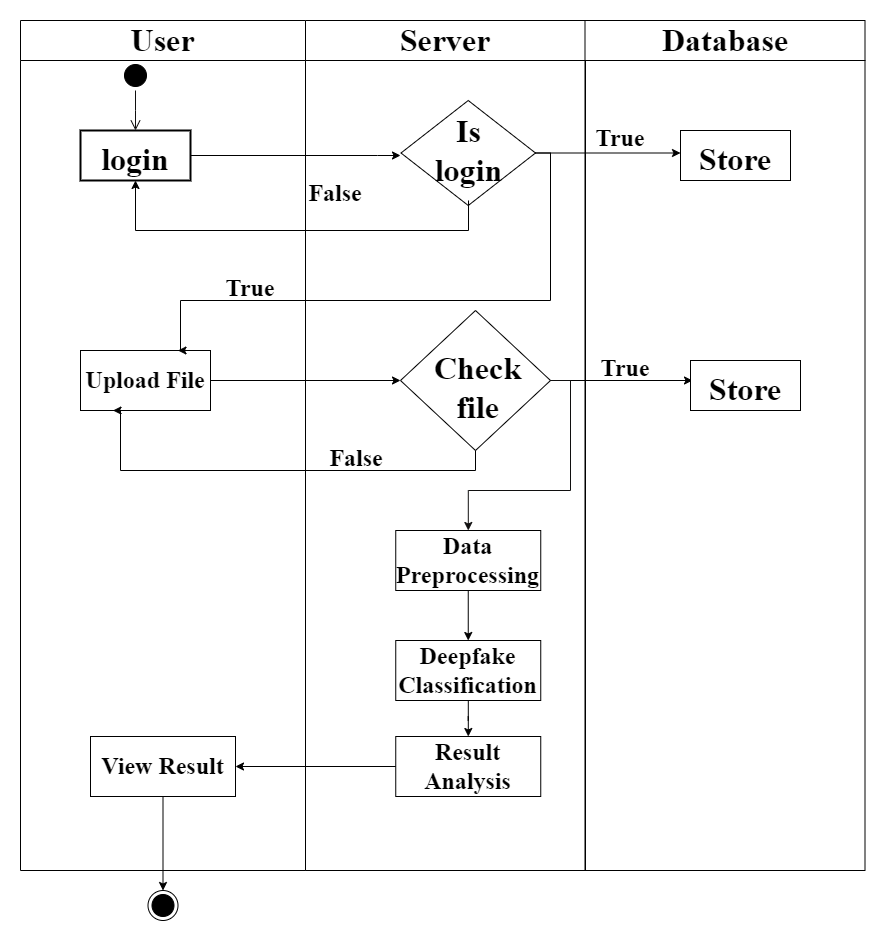 User
Server
Database
Is
login
True
Store
login
False
True
Upload File
Check
file
True
Store
False
Data
Preprocessing
Deepfake
Classification
View Result
Result
Analysis